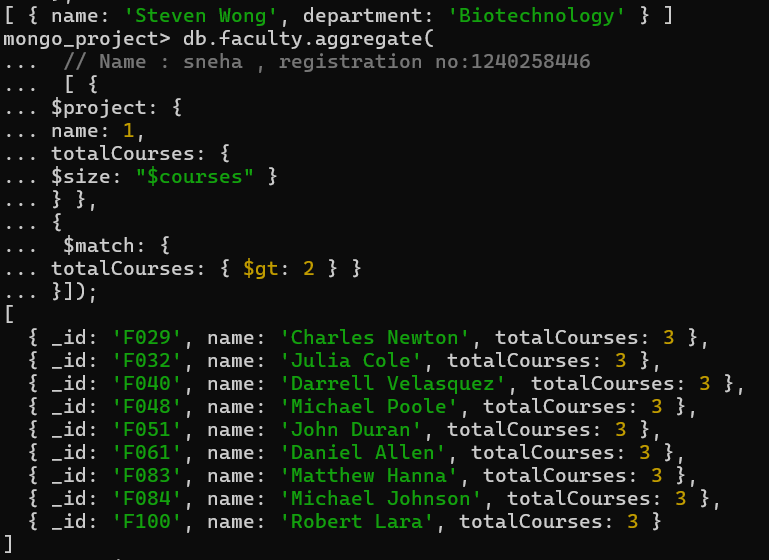 [ { name: 'Steven Wong', department: 'Biotechnology' } ]
mongo_project> db.faculty.aggregate(
...  // Name : sneha , registration no:1240258446
...  [ {
... $project: {
... name: 1,
... totalCourses: {
... $size: "$courses" }
... } },
... {
...  $match: {
... totalCourses: { $gt: 2 } }
... }]);
[
  { _id: 'F029', name: 'Charles Newton', totalCourses: 3 },
  { _id: 'F032', name: 'Julia Cole', totalCourses: 3 },
  { _id: 'F040', name: 'Darrell Velasquez', totalCourses: 3 },
  { _id: 'F048', name: 'Michael Poole', totalCourses: 3 },
  { _id: 'F051', name: 'John Duran', totalCourses: 3 },
  { _id: 'F061', name: 'Daniel Allen', totalCourses: 3 },
  { _id: 'F083', name: 'Matthew Hanna', totalCourses: 3 },
  { _id: 'F084', name: 'Michael Johnson', totalCourses: 3 },
  { _id: 'F100', name: 'Robert Lara', totalCourses: 3 }
]